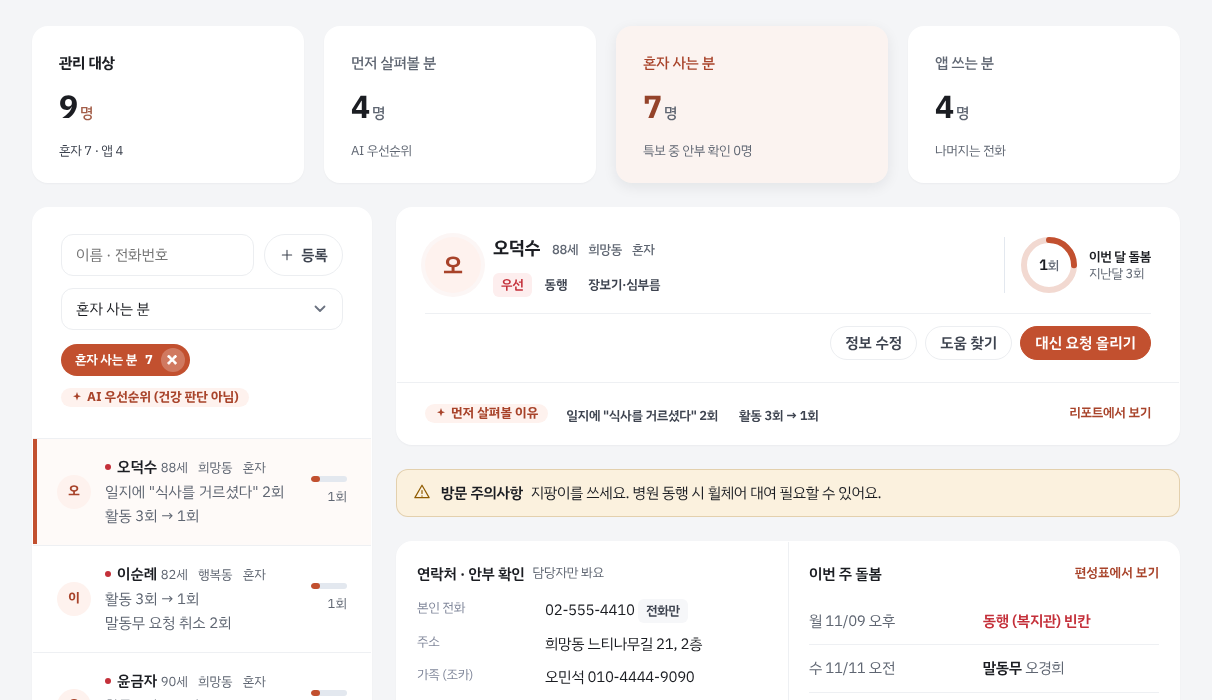 관리 대상
9명
혼자 7 · 앱 4
먼저 살펴볼 분
4명
AI 우선순위
혼자 사는 분
7명
특보 중 안부 확인 0명
앱 쓰는 분
4명
나머지는 전화
이름 · 전화번호
+ 등록
혼자 사는 분
혼자 사는 분 7 ×
AI 우선순위 (건강 판단 아님)
오
오덕수 88세 희망동 혼자
일지에 "식사를 거르셨다" 2회
활동 3회 → 1회
1회
이
이순례 82세 행복동 혼자
활동 3회 → 1회
말동무 요청 취소 2회
1회
윤금자 90세 희망동 혼자
오
오덕수 88세 희망동 혼자
우선 동행 장보기·심부름
1회
이번 달 돌봄
지난달 3회
정보 수정
도움 찾기
대신 요청 올리기
먼저 살펴볼 이유 일지에 "식사를 거르셨다" 2회 활동 3회 → 1회
리포트에서 보기
방문 주의사항 지팡이를 쓰세요. 병원 동행 시 휠체어 대여 필요할 수 있어요.
연락처 · 안부 확인 담당자만 봐요
본인 전화 02-555-4410 전화만
주소 희망동 느티나무길 21, 2층
가족 (조카) 오민석 010-4444-9090
이번 주 돌봄
편성표에서 보기
월 11/09 오후 동행 (복지관) 빈칸
수 11/11 오전 말동무 오경희